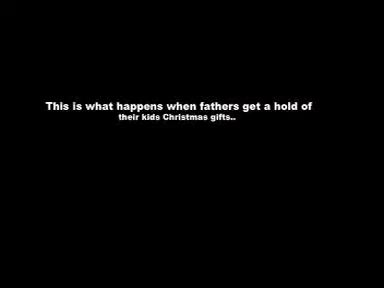 This is what happens when fathers get a hold of
their kids Christmas gifts..